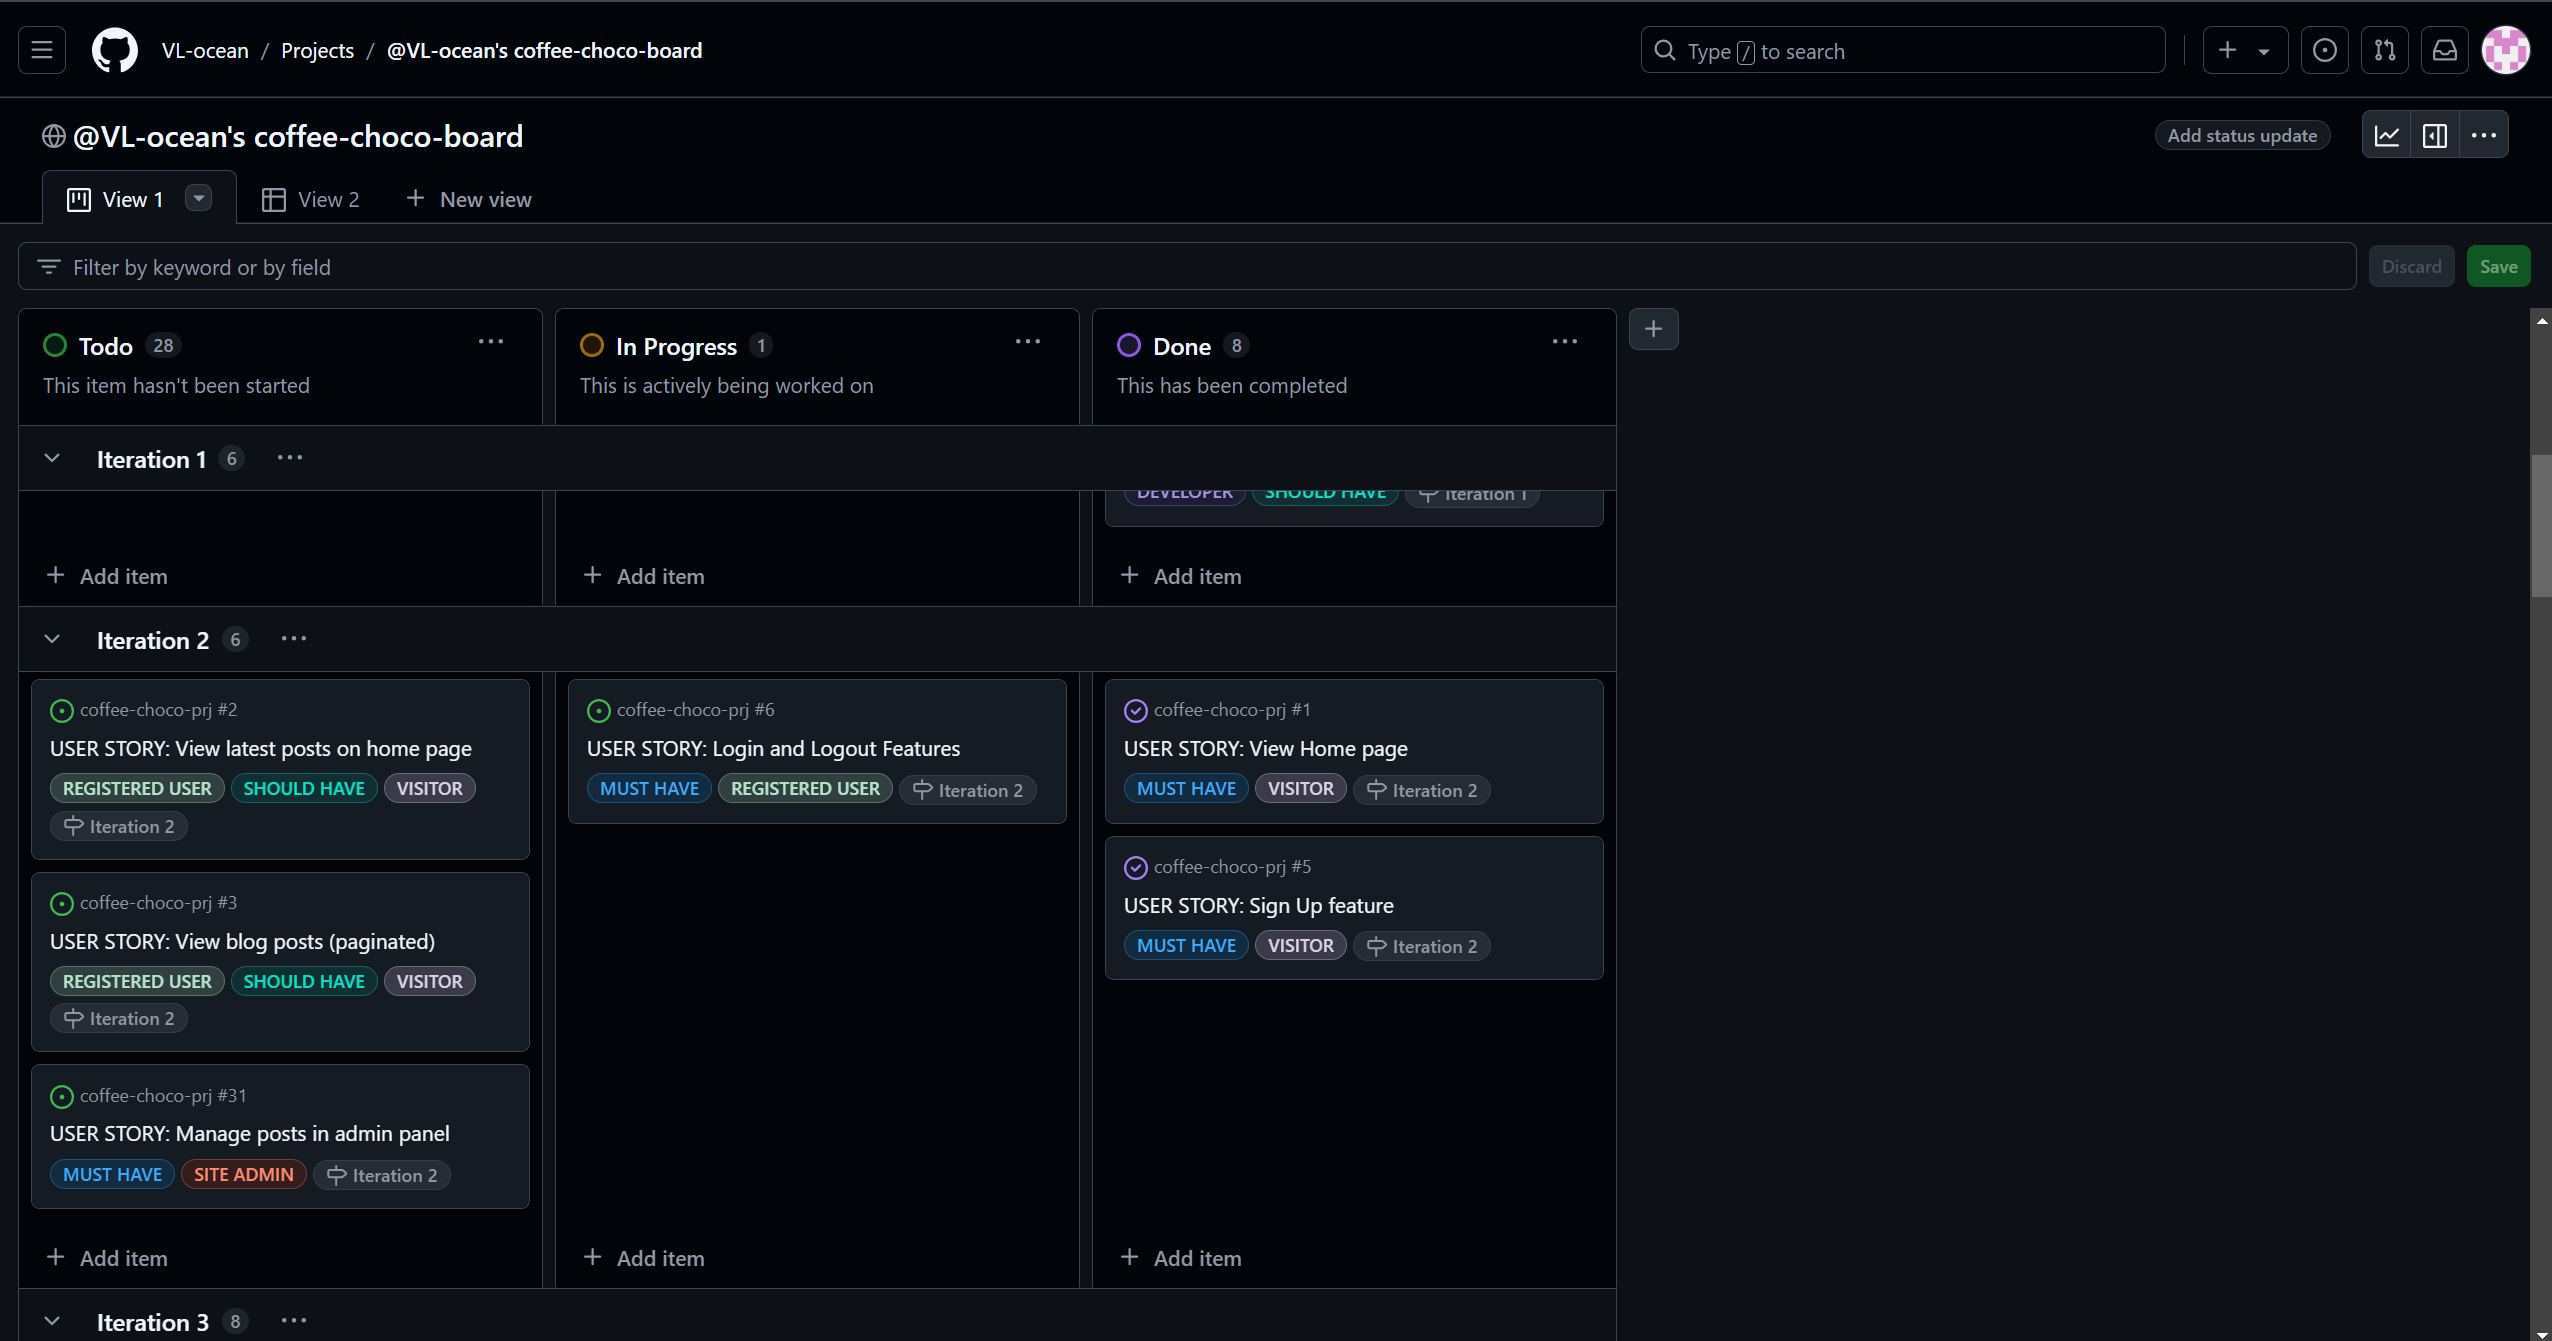 VL-ocean / Projects / @VL-ocean's coffee-choco-board
Type / to search
@VL-ocean's coffee-choco-board
Add status update
View 1
View 2
New view
Filter by keyword or by field
Discard
Save
Todo 28
This item hasn't been started
In Progress 1
This is actively being worked on
Done 8
This has been completed
Iteration 1 6
DEVELOPER SHOULD HAVE Iteration 1
Add item
Add item
Add item
Iteration 2 6
coffee-choco-prj #2
USER STORY: View latest posts on home page
REGISTERED USER SHOULD HAVE VISITOR
Iteration 2
coffee-choco-prj #3
USER STORY: View blog posts (paginated)
REGISTERED USER SHOULD HAVE VISITOR
Iteration 2
coffee-choco-prj #31
USER STORY: Manage posts in admin panel
MUST HAVE SITE ADMIN Iteration 2
Add item
coffee-choco-prj #6
USER STORY: Login and Logout Features
MUST HAVE REGISTERED USER Iteration 2
Add item
coffee-choco-prj #1
USER STORY: View Home page
MUST HAVE VISITOR Iteration 2
coffee-choco-prj #5
USER STORY: Sign Up feature
MUST HAVE VISITOR Iteration 2
Add item
Iteration 3 8